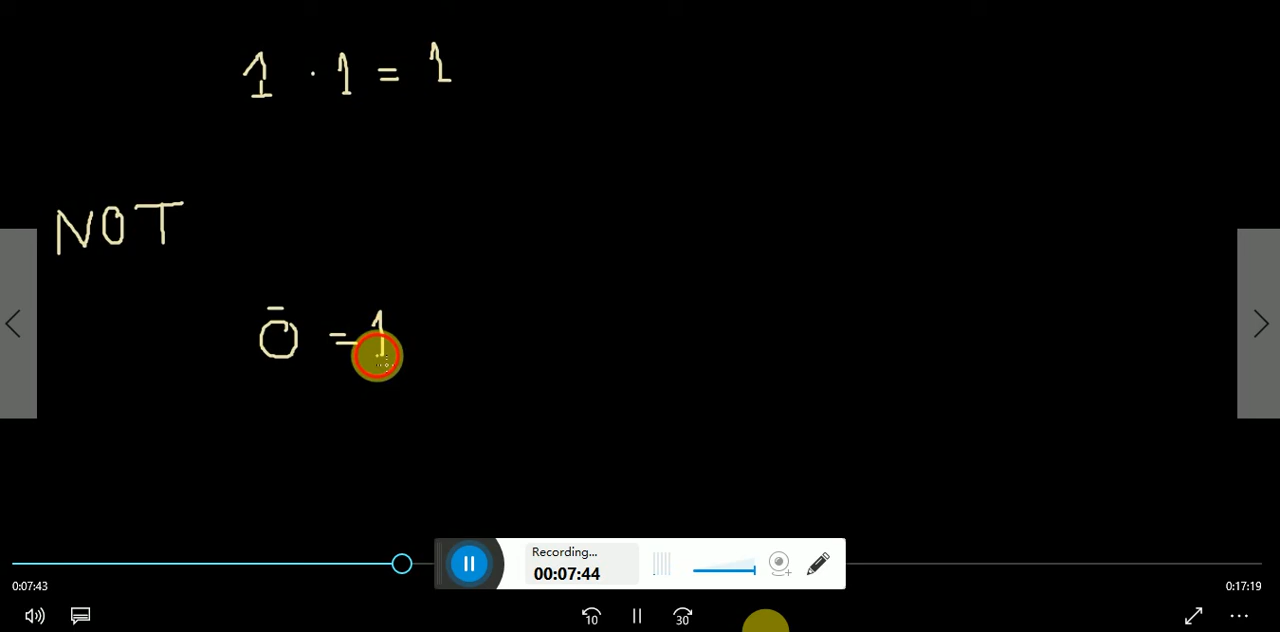 1 · 1 = 1
NOT
0̄ = 1
Recording...
00:07:44
0:07:43
0:17:19
10
30